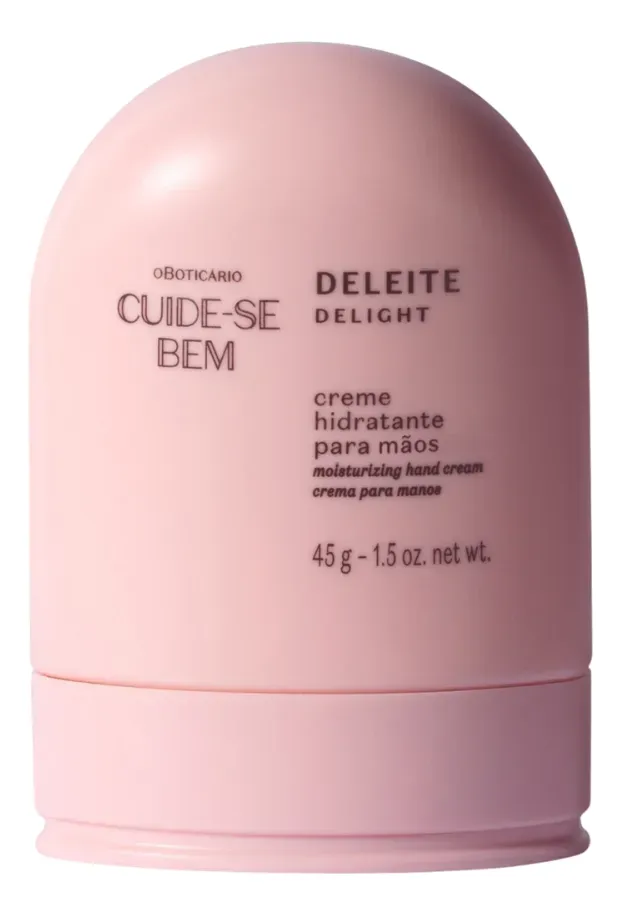 oBOTICÁRIO
CUIDE-SE
BEM
DELEITE
DELIGHT
creme
hidratante
para mãos
moisturizing hand cream
crema para manos
45 g – 1.5 oz. net wt.